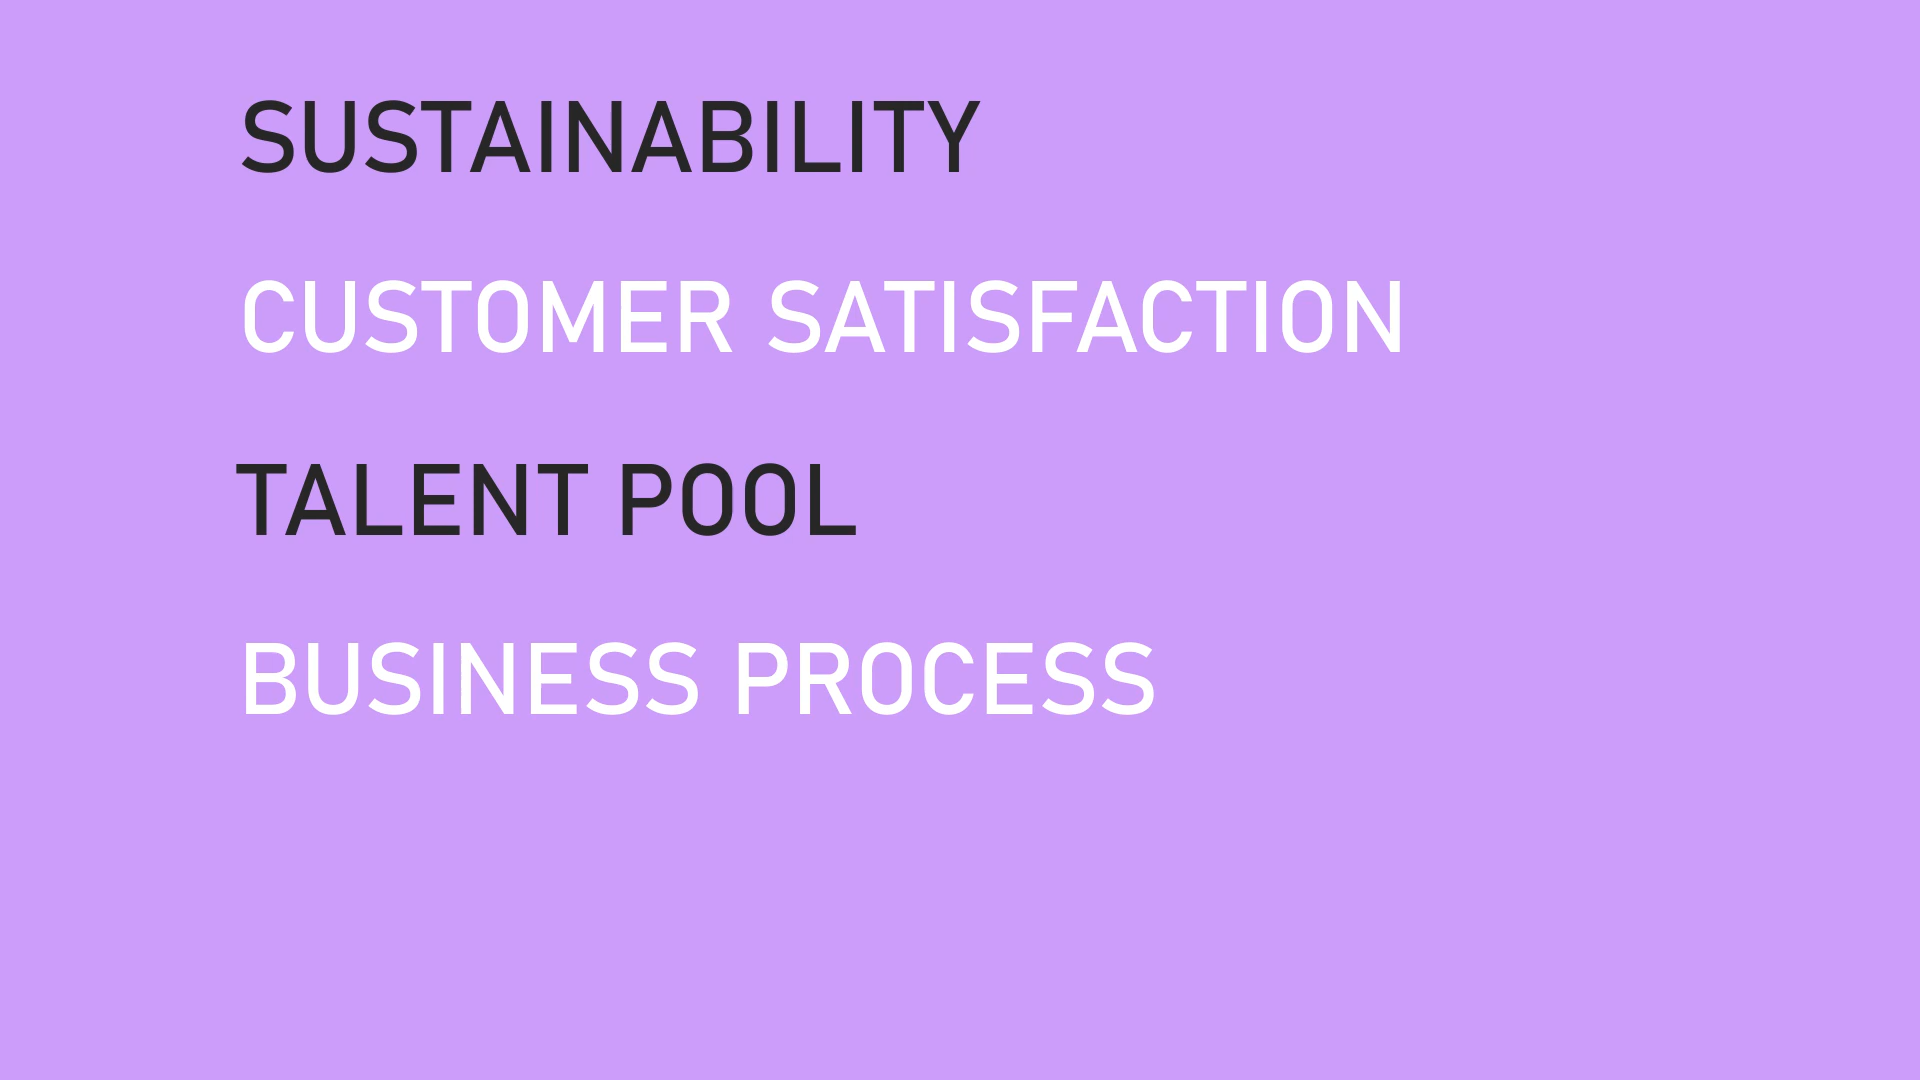 SUSTAINABILITY
CUSTOMER SATISFACTION
TALENT POOL
BUSINESS PROCESS